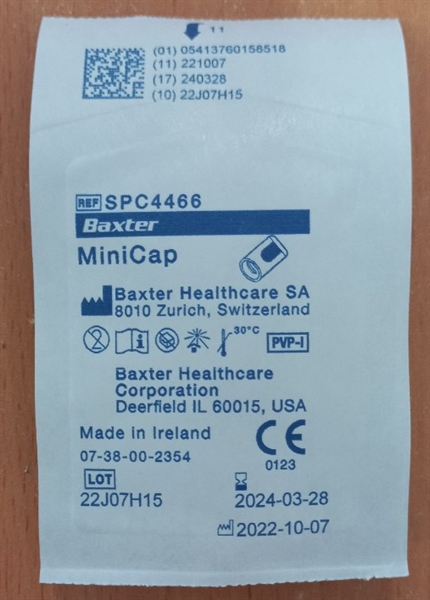 11
(01) 05413760158518
(11) 221007
(17) 240328
(10) 22J07H15
REF SPC4466
Baxter
MiniCap
Baxter Healthcare SA
8010 Zurich, Switzerland
2 i 30°C PVP-I
Baxter Healthcare
Corporation
Deerfield IL 60015, USA
Made in Ireland CE
07-38-00-2354 0123
LOT
22J07H15 2024-03-28
2022-10-07